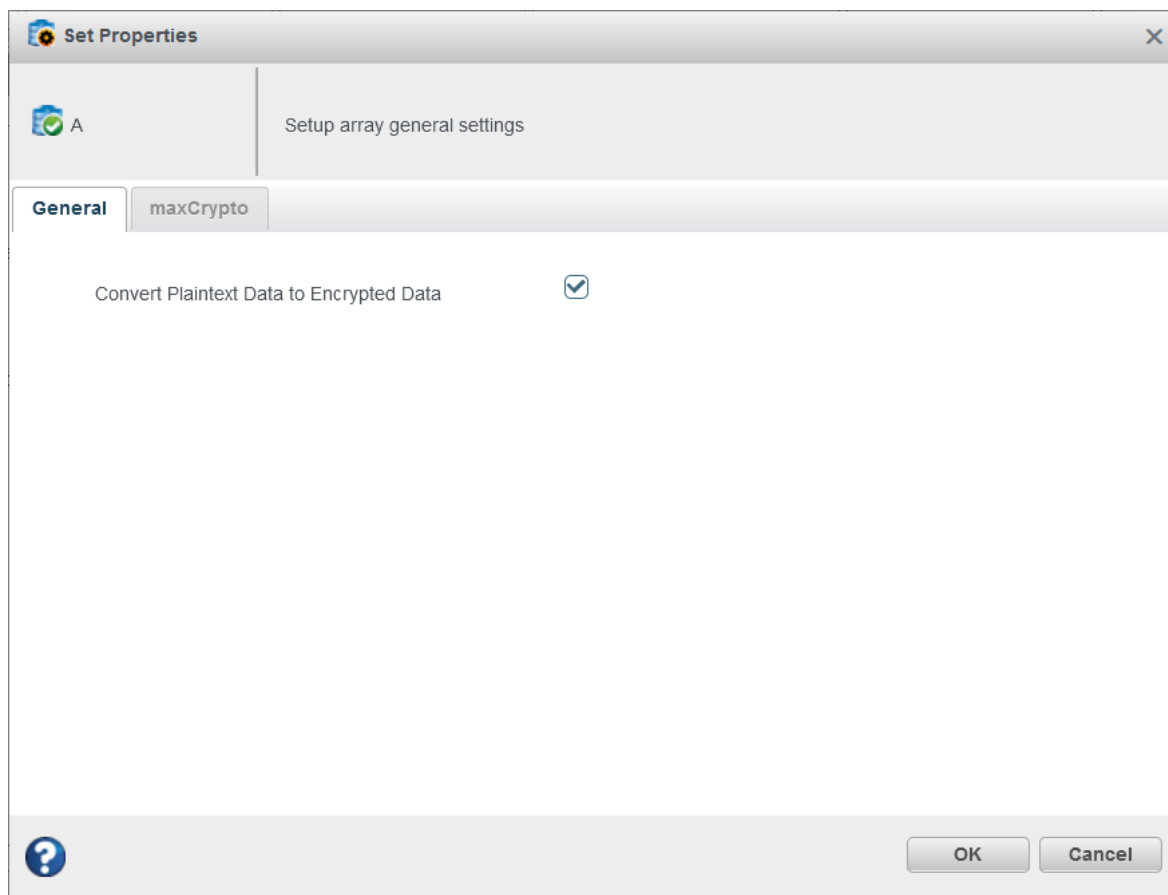 Set Properties
A
Setup array general settings
General
maxCrypto
Convert Plaintext Data to Encrypted Data
?
OK
Cancel